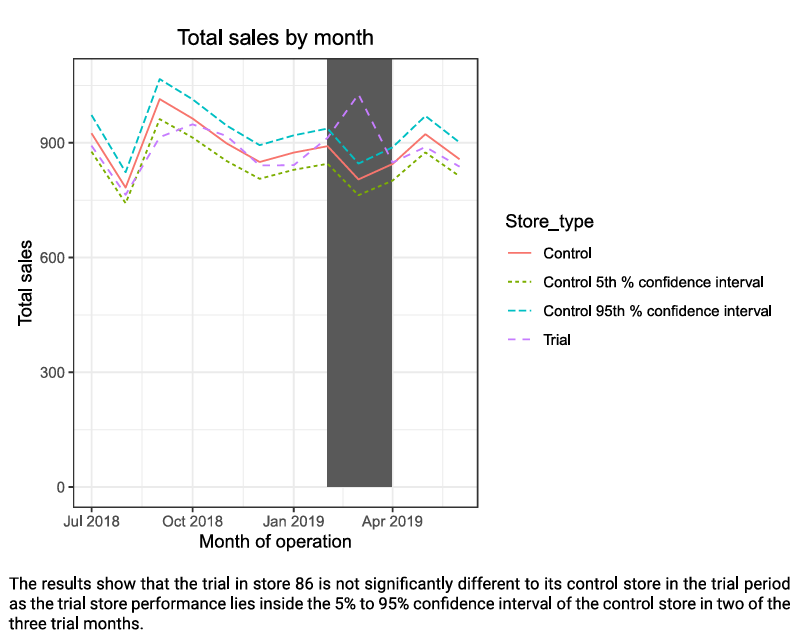 Total sales by month
900
600
300
0
Total sales
Jul 2018 Oct 2018 Jan 2019 Apr 2019
Month of operation
Store_type
Control
Control 5th % confidence interval
Control 95th % confidence interval
Trial
The results show that the trial in store 86 is not significantly different to its control store in the trial period
as the trial store performance lies inside the 5% to 95% confidence interval of the control store in two of the
three trial months.